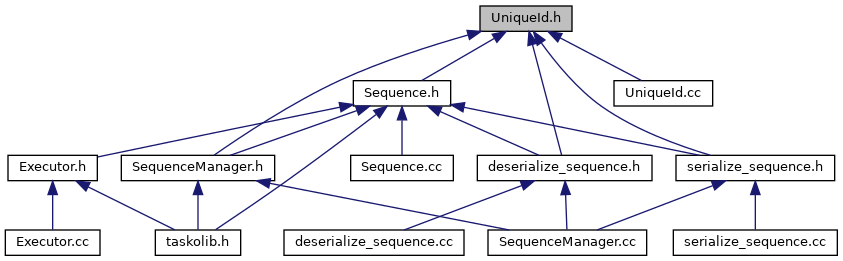 UniqueId.h
Sequence.h
UniqueId.cc
Executor.h
SequenceManager.h
Sequence.cc
deserialize_sequence.h
serialize_sequence.h
Executor.cc
taskolib.h
deserialize_sequence.cc
SequenceManager.cc
serialize_sequence.cc